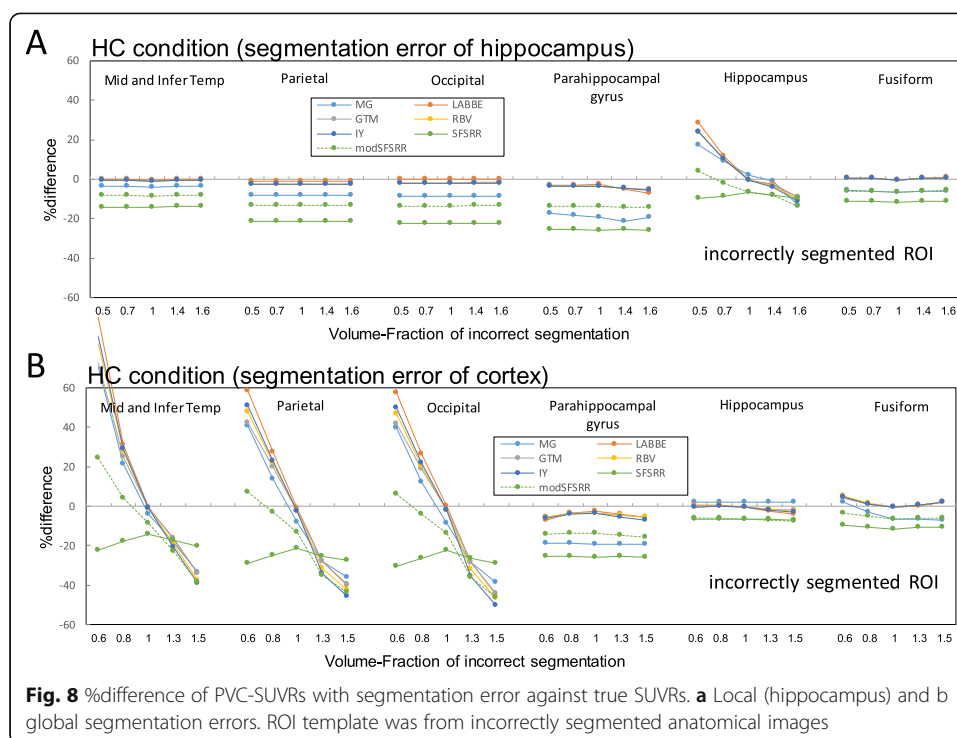 A
HC condition (segmentation error of hippocampus)
60
40
20
0
-20
-40
-60
%difference
Mid and Infer Temp
Parietal
Occipital
Parahippocampal
gyrus
Hippocampus
Fusiform
MG
LABBE
GTM
RBV
IY
SFSRR
modSFSRR
incorrectly segmented ROI
0.5 0.7 1 1.4 1.6
0.5 0.7 1 1.4 1.6
0.5 0.7 1 1.4 1.6
0.5 0.7 1 1.4 1.6
0.5 0.7 1 1.4 1.6
0.5 0.7 1 1.4 1.6
Volume-Fraction of incorrect segmentation
B
HC condition (segmentation error of cortex)
60
40
20
0
-20
-40
-60
%difference
Mid and Infer Temp
Parietal
Occipital
Parahippocampal
gyrus
Hippocampus
Fusiform
MG
LABBE
GTM
RBV
IY
SFSRR
modSFSRR
incorrectly segmented ROI
0.6 0.8 1 1.3 1.5
0.6 0.8 1 1.3 1.5
0.6 0.8 1 1.3 1.5
0.6 0.8 1 1.3 1.5
0.6 0.8 1 1.3 1.5
0.6 0.8 1 1.3 1.5
Volume-Fraction of incorrect segmentation
Fig. 8 %difference of PVC-SUVRs with segmentation error against true SUVRs. a Local (hippocampus) and b
global segmentation errors. ROI template was from incorrectly segmented anatomical images